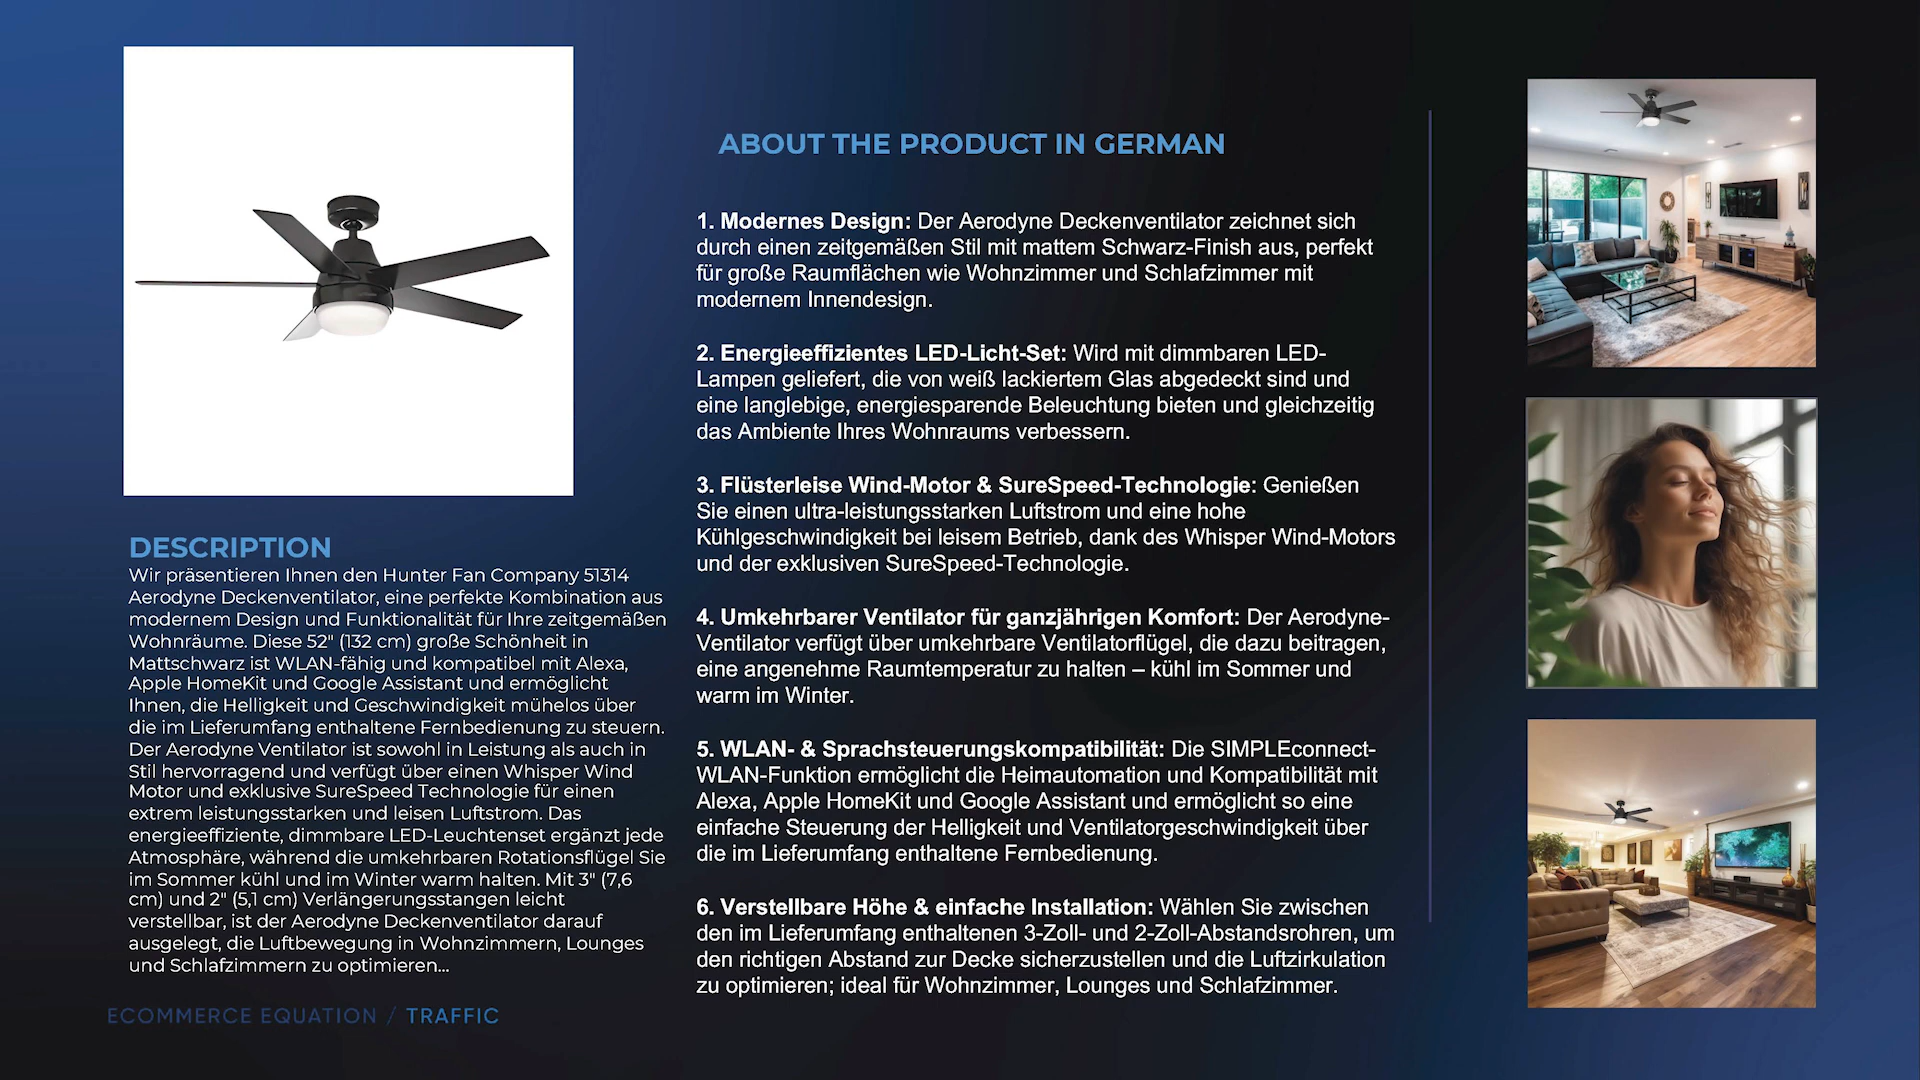 DESCRIPTION
Wir präsentieren Ihnen den Hunter Fan Company 51314
Aerodyne Deckenventilator, eine perfekte Kombination aus
modernem Design und Funktionalität für Ihre zeitgemäßen
Wohnräume. Diese 52" (132 cm) große Schönheit in
Mattschwarz ist WLAN-fähig und kompatibel mit Alexa,
Apple HomeKit und Google Assistant und ermöglicht
Ihnen, die Helligkeit und Geschwindigkeit mühelos über
die im Lieferumfang enthaltene Fernbedienung zu steuern.
Der Aerodyne Ventilator ist sowohl in Leistung als auch in
Stil hervorragend und verfügt über einen Whisper Wind
Motor und exklusive SureSpeed Technologie für einen
extrem leistungsstarken und leisen Luftstrom. Das
energieeffiziente, dimmbare LED-Leuchtenset ergänzt jede
Atmosphäre, während die umkehrbaren Rotationsflügel Sie
im Sommer kühl und im Winter warm halten. Mit 3" (7,6
cm) und 2" (5,1 cm) Verlängerungsstangen leicht
verstellbar, ist der Aerodyne Deckenventilator darauf
ausgelegt, die Luftbewegung in Wohnzimmern, Lounges
und Schlafzimmern zu optimieren...
ABOUT THE PRODUCT IN GERMAN
1. Modernes Design: Der Aerodyne Deckenventilator zeichnet sich
durch einen zeitgemäßen Stil mit mattem Schwarz-Finish aus, perfekt
für große Raumflächen wie Wohnzimmer und Schlafzimmer mit
modernem Innendesign.
2. Energieeffizientes LED-Licht-Set: Wird mit dimmbaren LED-
Lampen geliefert, die von weiß lackiertem Glas abgedeckt sind und
eine langlebige, energiesparende Beleuchtung bieten und gleichzeitig
das Ambiente Ihres Wohnraums verbessern.
3. Flüsterleise Wind-Motor & SureSpeed-Technologie: Genießen
Sie einen ultra-leistungsstarken Luftstrom und eine hohe
Kühlgeschwindigkeit bei leisem Betrieb, dank des Whisper Wind-Motors
und der exklusiven SureSpeed-Technologie.
4. Umkehrbarer Ventilator für ganzjährigen Komfort: Der Aerodyne-
Ventilator verfügt über umkehrbare Ventilatorflügel, die dazu beitragen,
eine angenehme Raumtemperatur zu halten – kühl im Sommer und
warm im Winter.
5. WLAN- & Sprachsteuerungskompatibilität: Die SIMPLEconnect-
WLAN-Funktion ermöglicht die Heimautomation und Kompatibilität mit
Alexa, Apple HomeKit und Google Assistant und ermöglicht so eine
einfache Steuerung der Helligkeit und Ventilatorgeschwindigkeit über
die im Lieferumfang enthaltene Fernbedienung.
6. Verstellbare Höhe & einfache Installation: Wählen Sie zwischen
den im Lieferumfang enthaltenen 3-Zoll- und 2-Zoll-Abstandsrohren, um
den richtigen Abstand zur Decke sicherzustellen und die Luftzirkulation
zu optimieren; ideal für Wohnzimmer, Lounges und Schlafzimmer.
ECOMMERCE EQUATION / TRAFFIC